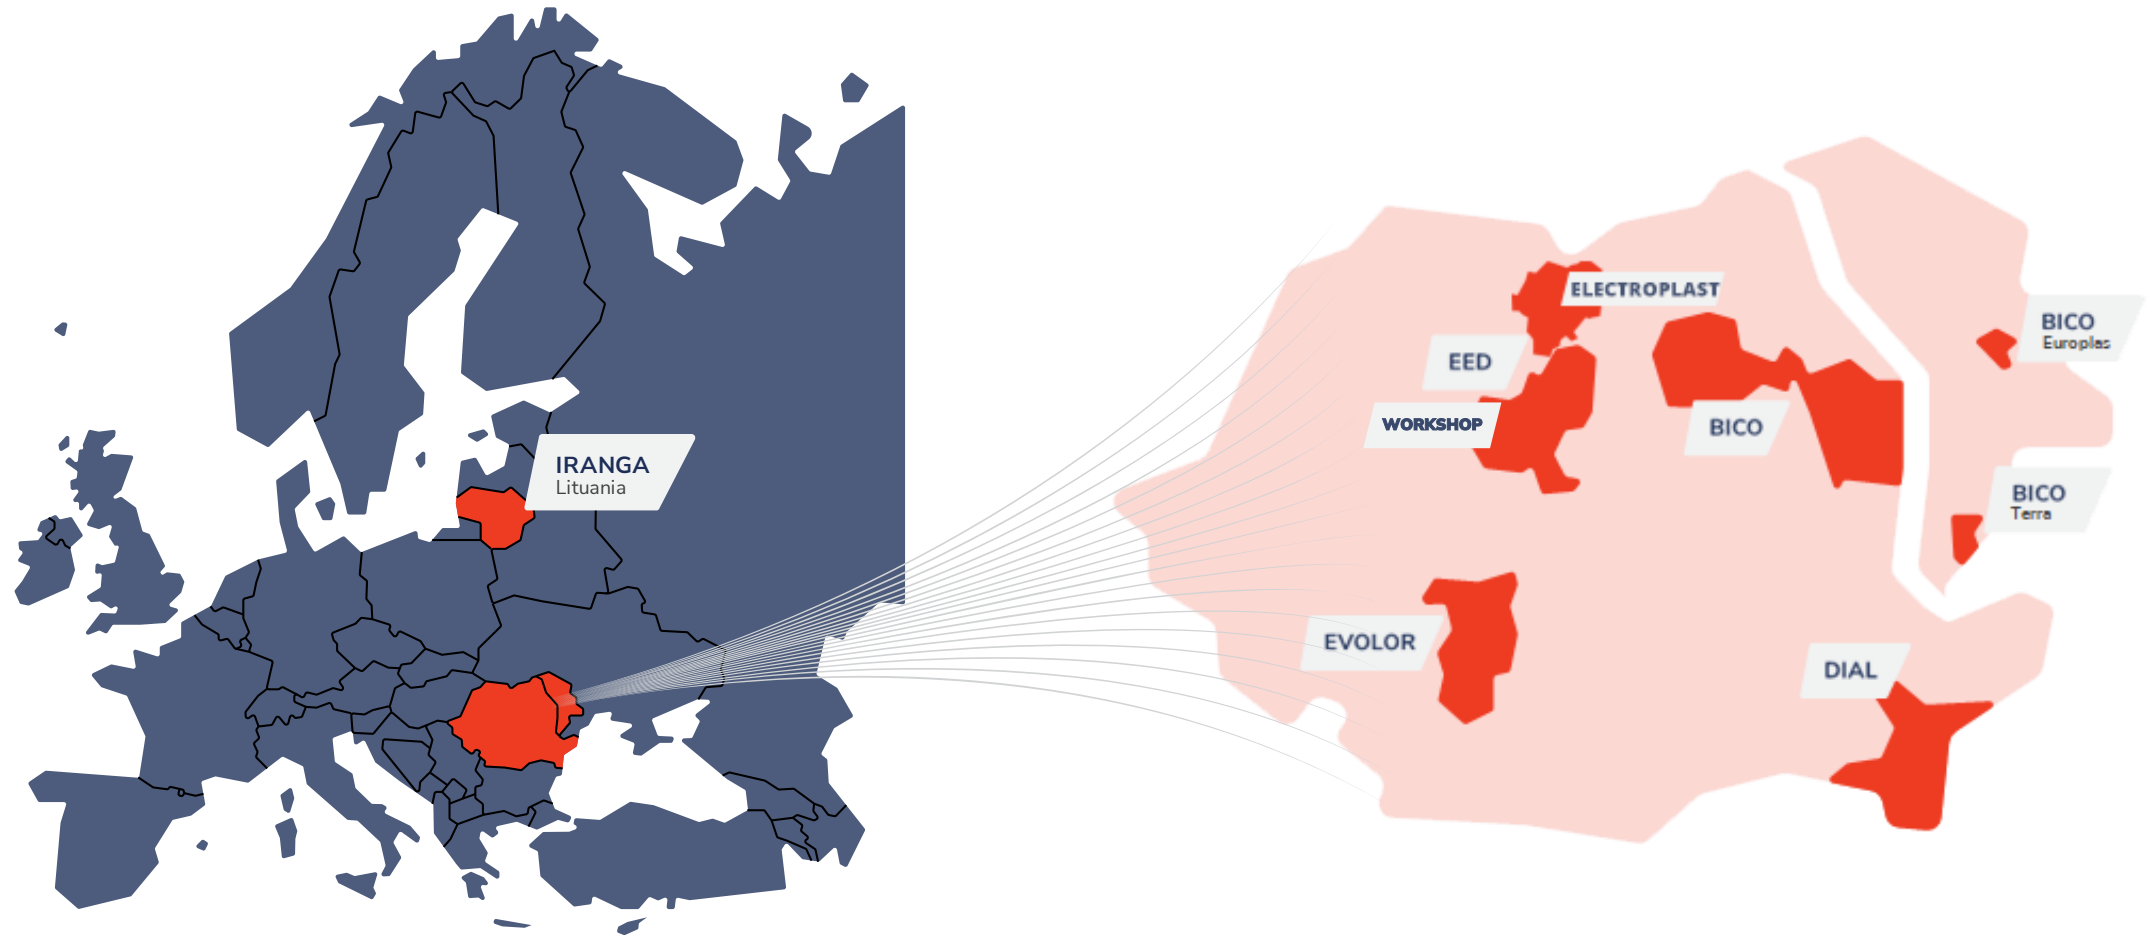 IRANGA
Lituania
ELECTROPLAST
EED
WORKSHOP
BICO
BICO
Europlas
BICO
Terra
EVOLOR
DIAL